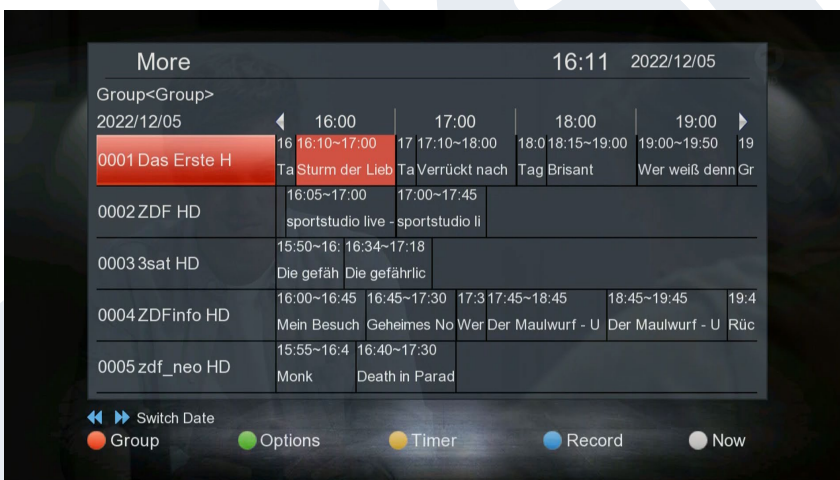 More 16:11 2022/12/05
Group<Group>
2022/12/05 16:00 17:00 18:00 19:00
16 16:10~17:00 17 17:10~18:00 18:0 18:15~19:00 19:00~19:50 19
0001 Das Erste H Ta Sturm der Lieb Ta Verrückt nach Tag Brisant Wer weiß denn Gr
16:05~17:00 17:00~17:45
0002 ZDF HD sportstudio live - sportstudio li
15:50~16: 16:34~17:18
0003 3sat HD Die gefäh Die gefährlic
16:00~16:45 16:45~17:30 17:3 17:45~18:45 18:45~19:45 19:4
0004 ZDFinfo HD Mein Besuch Geheimes No Wer Der Maulwurf - U Der Maulwurf - U Rüc
15:55~16:4 16:40~17:30
0005 zdf_neo HD Monk Death in Parad
Switch Date
Group Options Timer Record Now